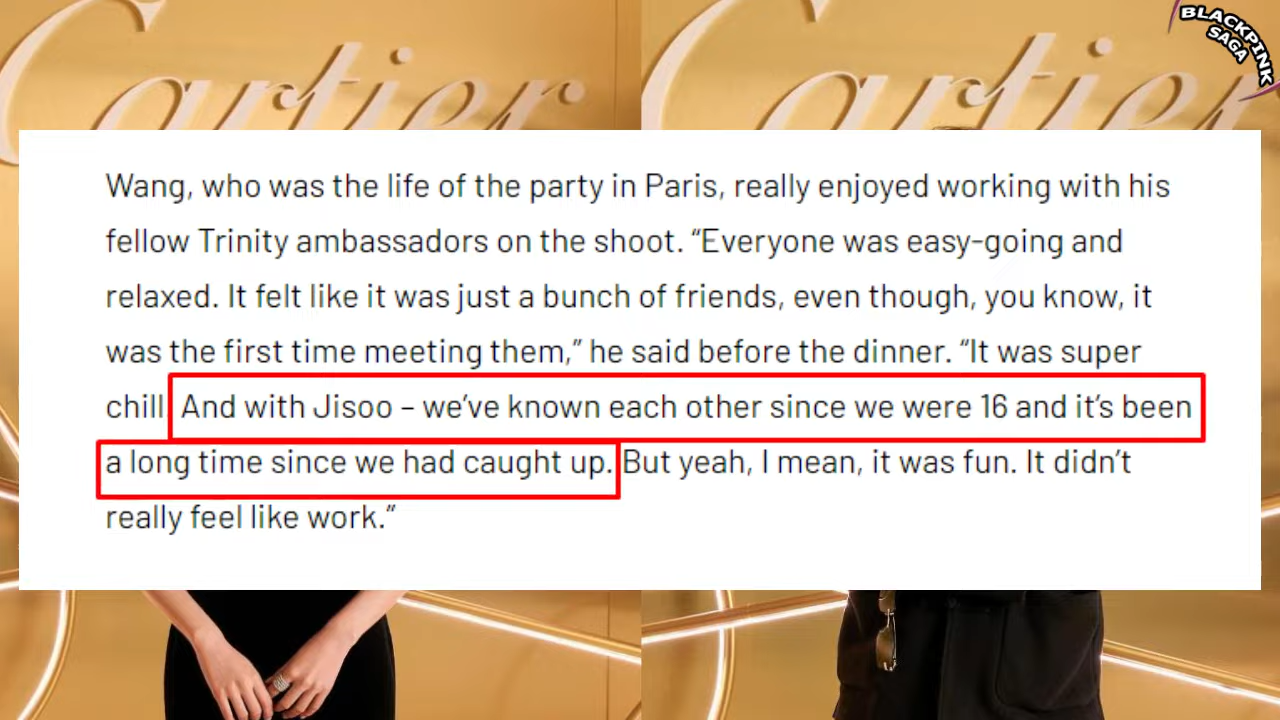 Cartier
Cartier
BLACKPINK
SAGA
Wang, who was the life of the party in Paris, really enjoyed working with his
fellow Trinity ambassadors on the shoot. “Everyone was easy-going and
relaxed. It felt like it was just a bunch of friends, even though, you know, it
was the first time meeting them,” he said before the dinner. “It was super
chill. And with Jisoo – we’ve known each other since we were 16 and it’s been
a long time since we had caught up. But yeah, I mean, it was fun. It didn’t
really feel like work.”